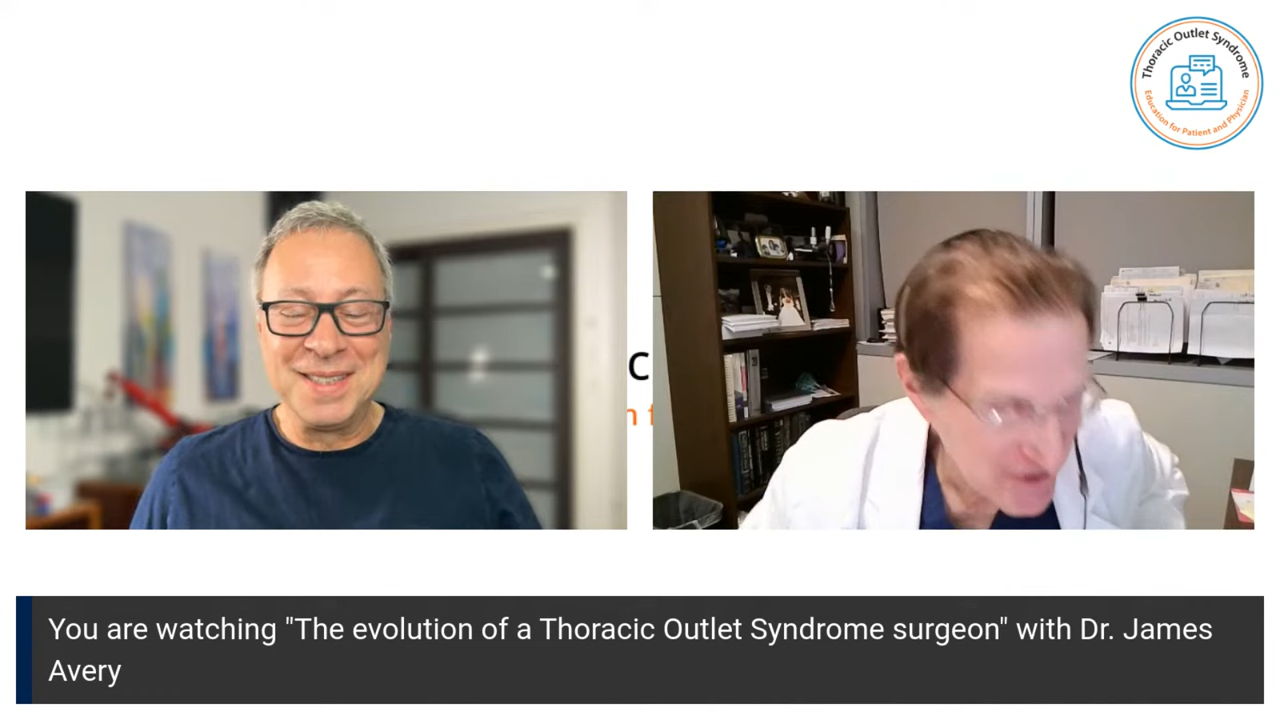 Thoracic Outlet Syndrome
Education for Patient and Physician
C
n f
You are watching "The evolution of a Thoracic Outlet Syndrome surgeon" with Dr. James
Avery